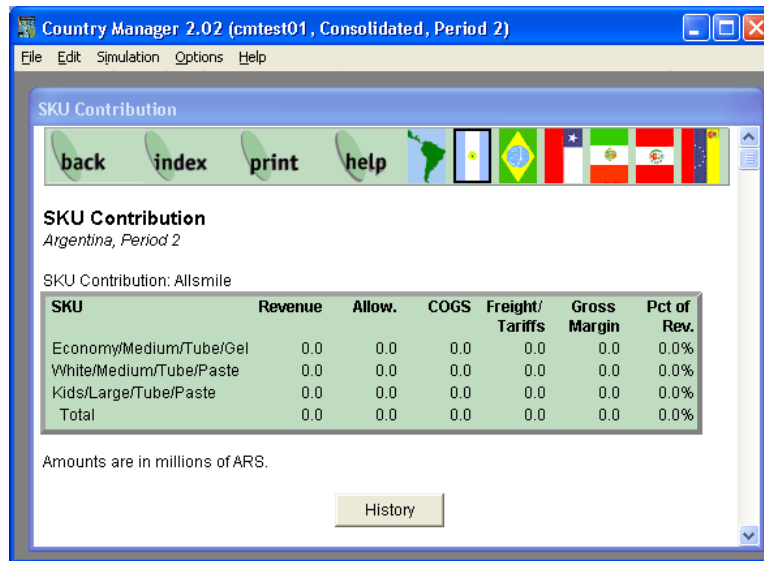 Country Manager 2.02 (cmtest01, Consolidated, Period 2)
File Edit Simulation Options Help
SKU Contribution
back index print help
SKU Contribution
Argentina, Period 2
SKU Contribution: Allsmile
SKU Revenue Allow. COGS Freight/ Gross Pct of
Tariffs Margin Rev.
Economy/Medium/Tube/Gel 0.0 0.0 0.0 0.0 0.0 0.0%
White/Medium/Tube/Paste 0.0 0.0 0.0 0.0 0.0 0.0%
Kids/Large/Tube/Paste 0.0 0.0 0.0 0.0 0.0 0.0%
Total 0.0 0.0 0.0 0.0 0.0 0.0%
Amounts are in millions of ARS.
History